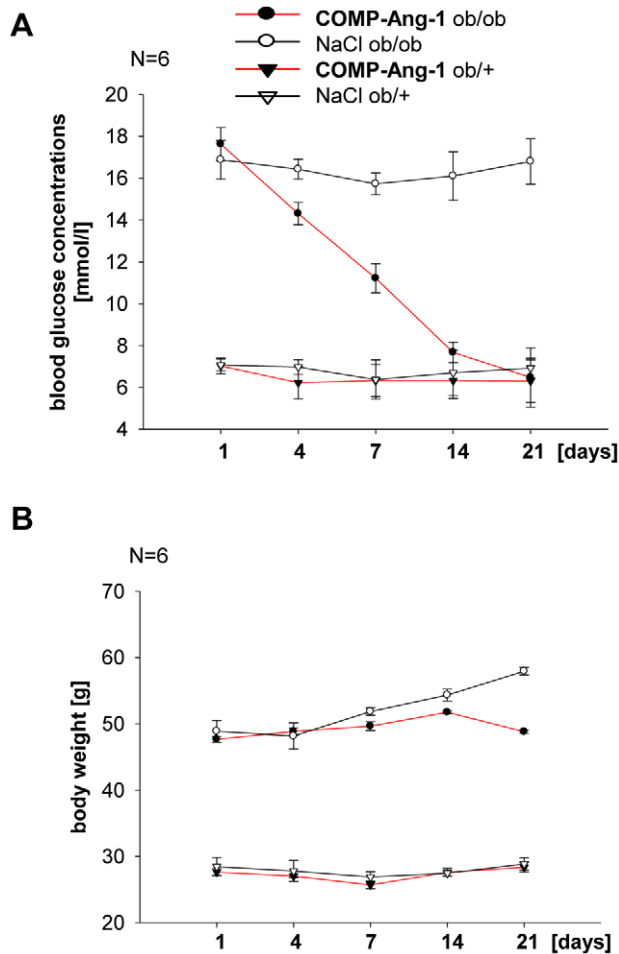 A
COMP-Ang-1 ob/ob
NaCl ob/ob
COMP-Ang-1 ob/+
NaCl ob/+
N=6
blood glucose concentrations
[mmol/l]
20
18
16
14
12
10
8
6
4
1 4 7 14 21 [days]
B
N=6
body weight [g]
70
60
50
40
30
20
1 4 7 14 21 [days]